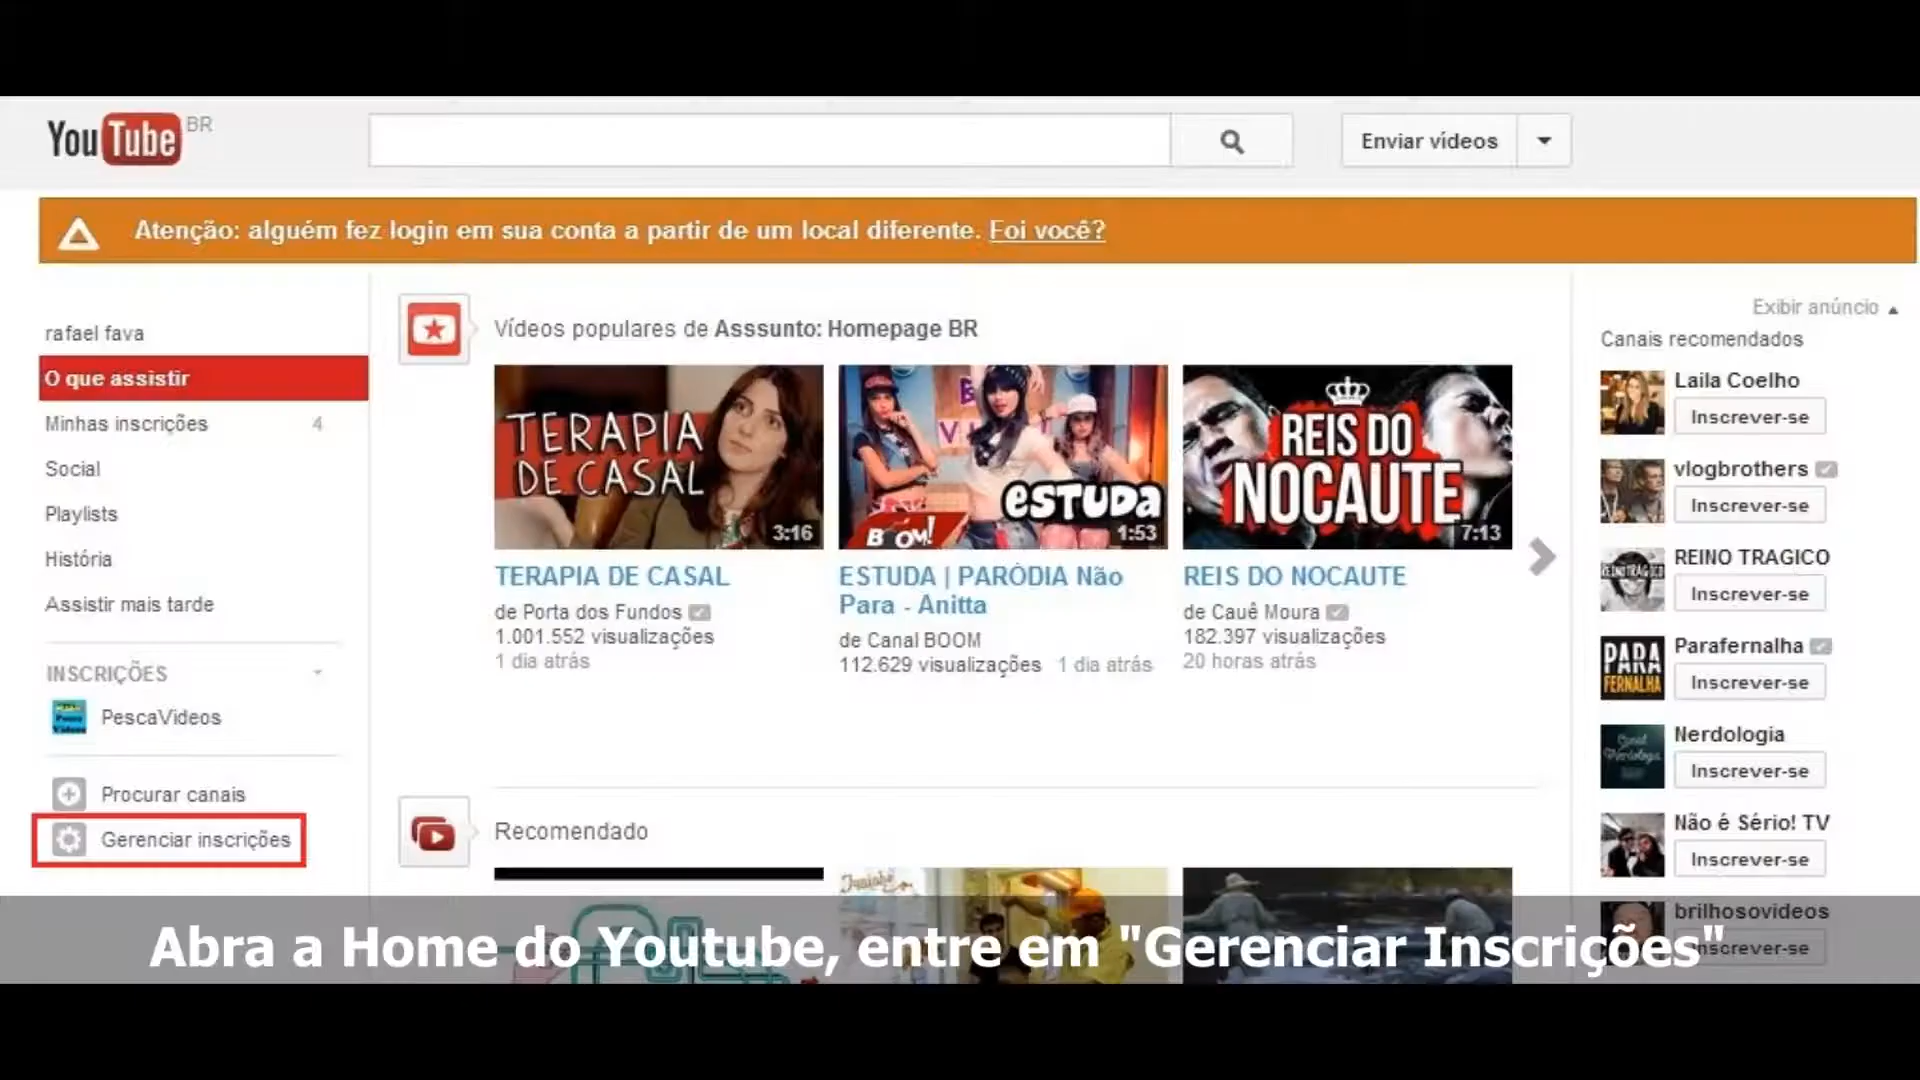 YouTube BR
Enviar vídeos
Atenção: alguém fez login em sua conta a partir de um local diferente. Foi você?
rafael fava
O que assistir
Minhas inscrições 4
Social
Playlists
História
Assistir mais tarde
INSCRIÇÕES
PescaVideos
Procurar canais
Gerenciar inscrições
Vídeos populares de Asssunto: Homepage BR
TERAPIA
DE CASAL
3:16
TERAPIA DE CASAL
de Porta dos Fundos
1.001.552 visualizações
1 dia atrás
ESTUDA
BOOM!
1:53
ESTUDA | PARÓDIA Não
Para - Anitta
de Canal BOOM
112.629 visualizações 1 dia atrás
REIS DO
NOCAUTE
7:13
REIS DO NOCAUTE
de Cauê Moura
182.397 visualizações
20 horas atrás
Recomendado
Exibir anúncio
Canais recomendados
Laila Coelho
Inscrever-se
vlogbrothers
Inscrever-se
REINO TRAGICO
Inscrever-se
PARA
FERNALHA
Parafernalha
Inscrever-se
Nerdologia
Inscrever-se
Não é Sério! TV
Inscrever-se
brilhosovideos
Inscrever-se
Abra a Home do Youtube, entre em "Gerenciar Inscrições"